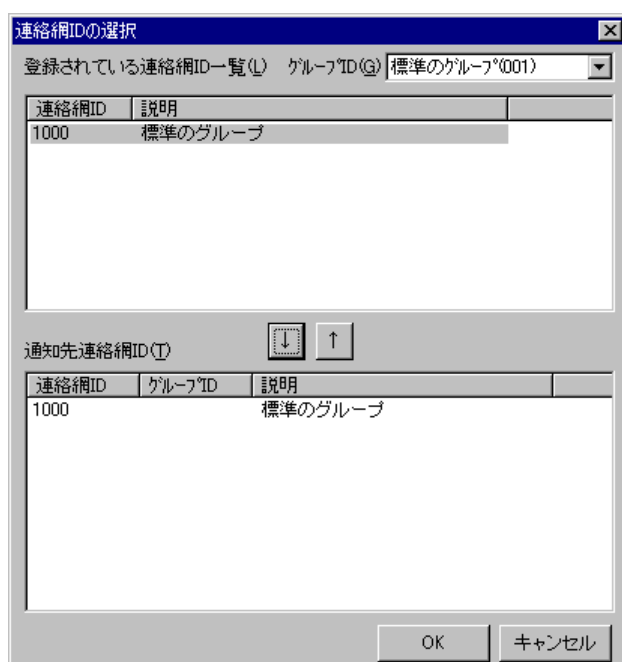 連絡網IDの選択
登録されている連絡網ID一覧(L) ｸﾞﾙｰﾌﾟID(G) 標準のｸﾞﾙｰﾌﾟ(001)
連絡網ID 説明
1000 標準のグループ
↓ ↑
通知先連絡網ID(T)
連絡網ID ｸﾞﾙｰﾌﾟID 説明
1000 標準のグループ
OK キャンセル